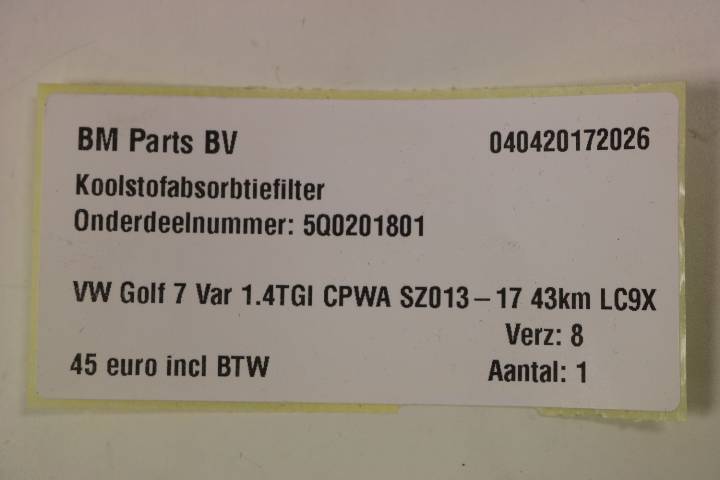 BM Parts BV 040420172026
Koolstofabsorbtiefilter
Onderdeelnummer: 5Q0201801
VW Golf 7 Var 1.4TGI CPWA SZ013-17 43km LC9X
Verz: 8
45 euro incl BTW Aantal: 1